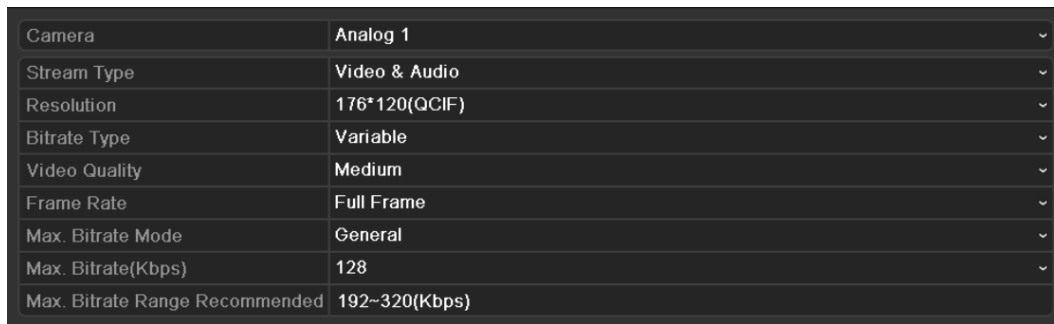 Camera Analog 1
Stream Type Video & Audio
Resolution 176*120(QCIF)
Bitrate Type Variable
Video Quality Medium
Frame Rate Full Frame
Max. Bitrate Mode General
Max. Bitrate(Kbps) 128
Max. Bitrate Range Recommended 192~320(Kbps)